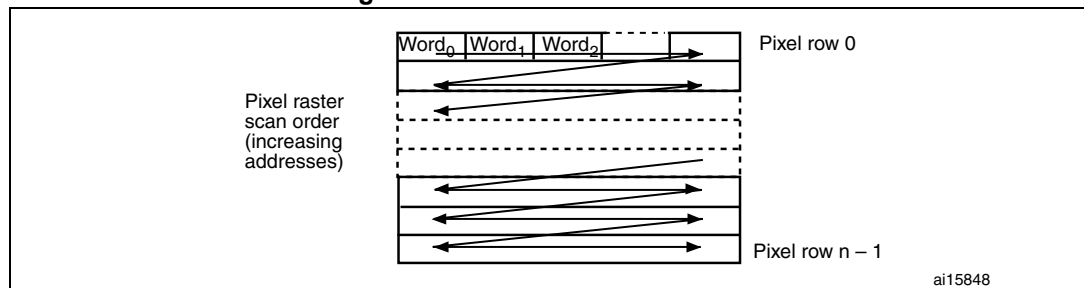 Word0 Word1 Word2
Pixel row 0
Pixel raster
scan order
(increasing
addresses)
Pixel row n – 1
ai15848